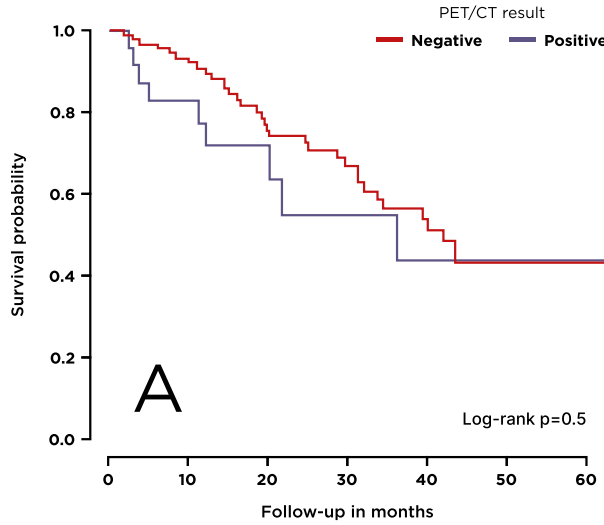 PET/CT result
Negative Positive
1.0
0.8
0.6
0.4
0.2
0.0
Survival probability
A
Log-rank p=0.5
0 10 20 30 40 50 60
Follow-up in months